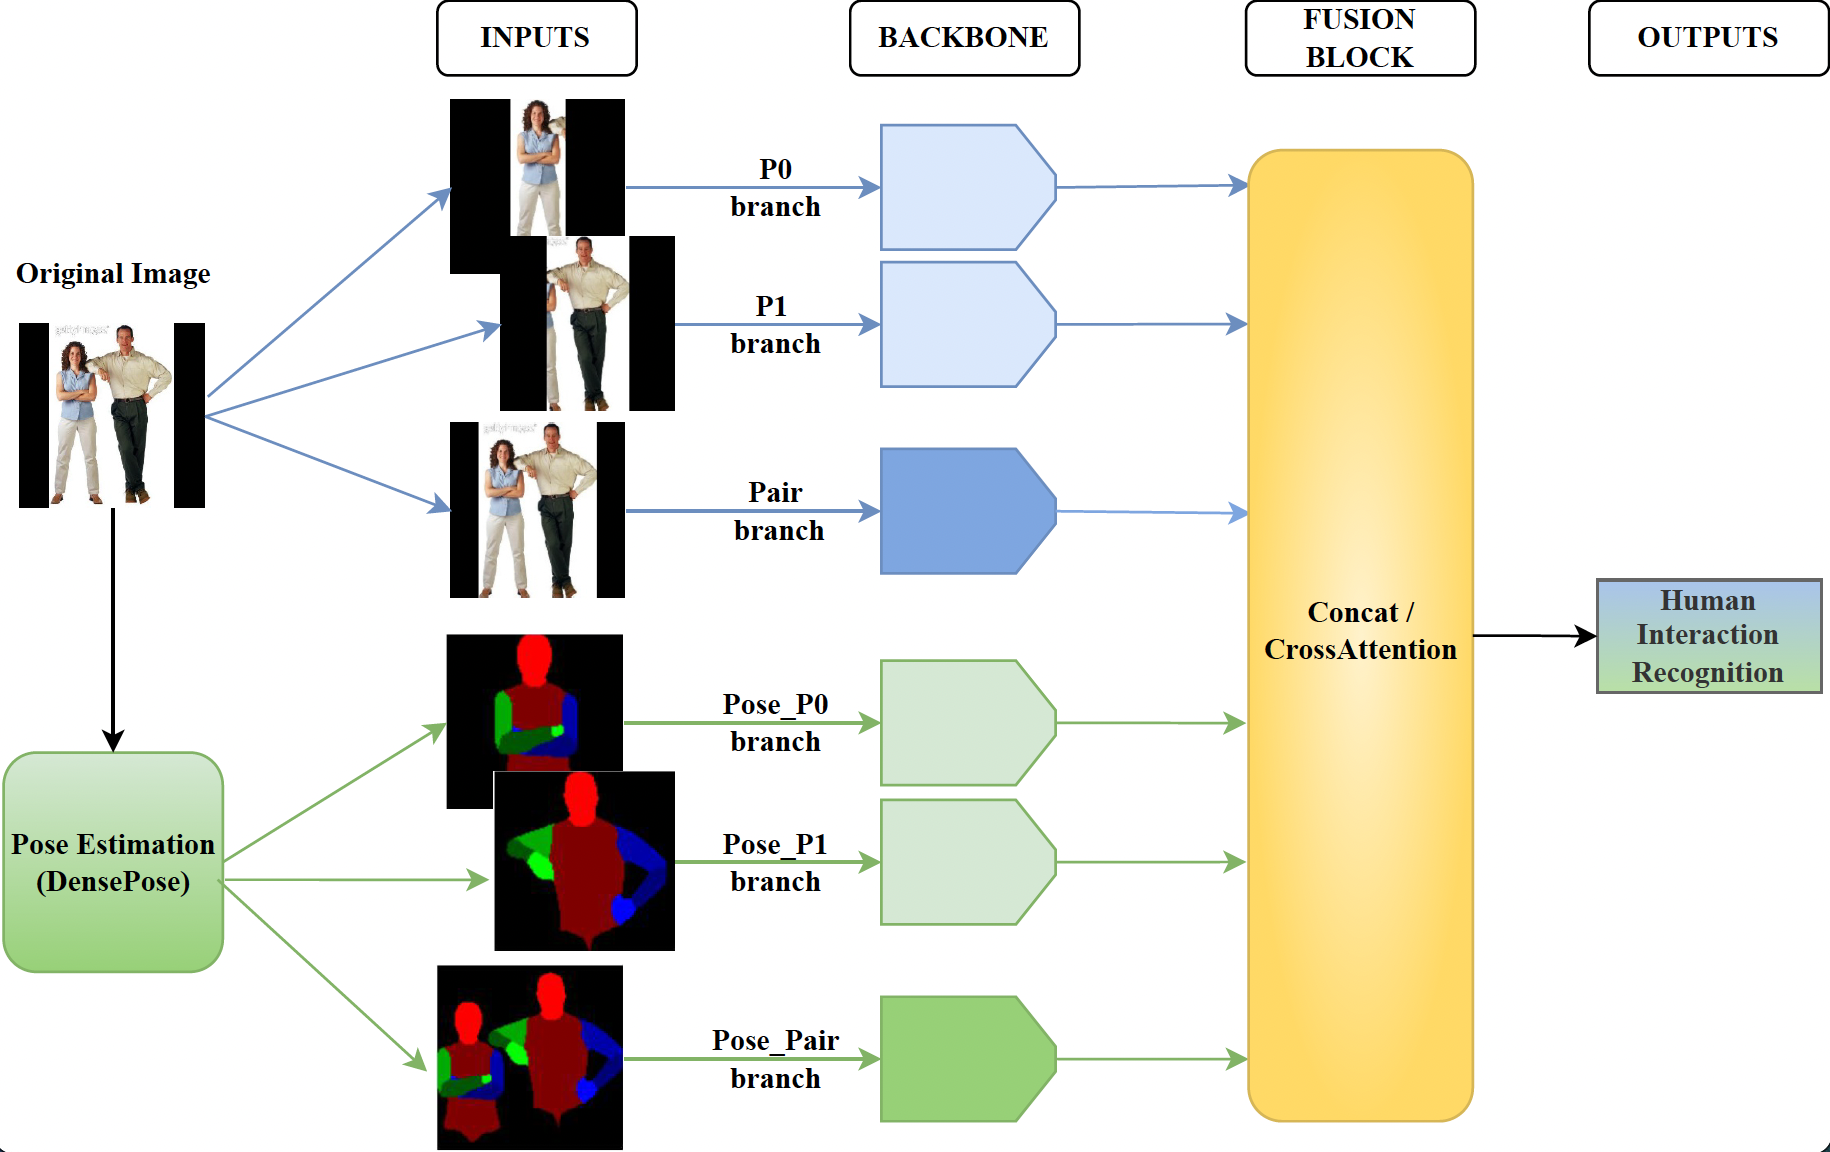 INPUTS
BACKBONE
FUSION
BLOCK
OUTPUTS
Original Image
P0
branch
P1
branch
Pair
branch
Pose Estimation
(DensePose)
Pose_P0
branch
Pose_P1
branch
Pose_Pair
branch
Concat /
CrossAttention
Human
Interaction
Recognition